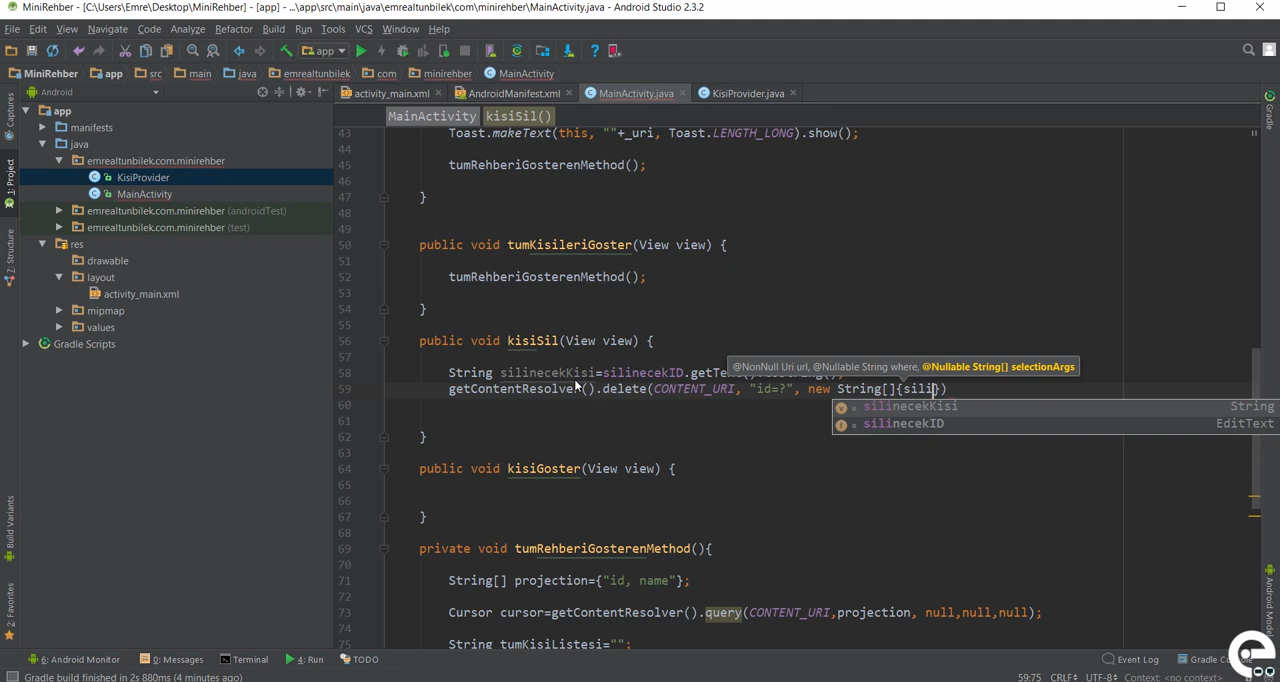 MiniRehber - [C:\Users\Emre\Desktop\MiniRehber] - [app] - ...\app\src\main\java\emrealtunbilek\com\minirehber\MainActivity.java - Android Studio 2.3.2
File Edit View Navigate Code Analyze Refactor Build Run Tools VCS Window Help
app
MiniRehber app src main java emrealtunbilek com minirehber MainActivity
Android
activity_main.xml AndroidManifest.xml MainActivity.java KisiProvider.java
MainActivity kisiSil()
Captures
1: Project
7: Structure
Build Variants
2: Favorites
app
manifests
java
emrealtunbilek.com.minirehber
KisiProvider
MainActivity
emrealtunbilek.com.minirehber (androidTest)
emrealtunbilek.com.minirehber (test)
res
drawable
layout
activity_main.xml
mipmap
values
Gradle Scripts
43 Toast.makeText(this, ""+_uri, Toast.LENGTH_LONG).show();
44
45 tumRehberiGosterenMethod();
46
47 }
48
49
50 public void tumKisileriGoster(View view) {
51
52 tumRehberiGosterenMethod();
53
54 }
55
56 public void kisiSil(View view) {
57
@NonNull Uri url, @Nullable String where, @Nullable String[] selectionArgs
58 String silinecekKisi=silinecekID.getTe
59 getContentResolver().delete(CONTENT_URI, "id=?", new String[]{sili})
silinecekKisi String
silinecekID EditText
60
61
62 }
63
64 public void kisiGoster(View view) {
65
66
67 }
68
69 private void tumRehberiGosterenMethod(){
70
71 String[] projection={"id, name"};
72
73 Cursor cursor=getContentResolver().query(CONTENT_URI,projection, null,null,null);
74
75 String tumKisiListesi="";
Gradle
Android Model
6: Android Monitor 0: Messages Terminal 4: Run TODO Event Log Gradle
Gradle build finished in 2s 880ms (4 minutes ago) 59:75 CRLF UTF-8 Context: <no context>